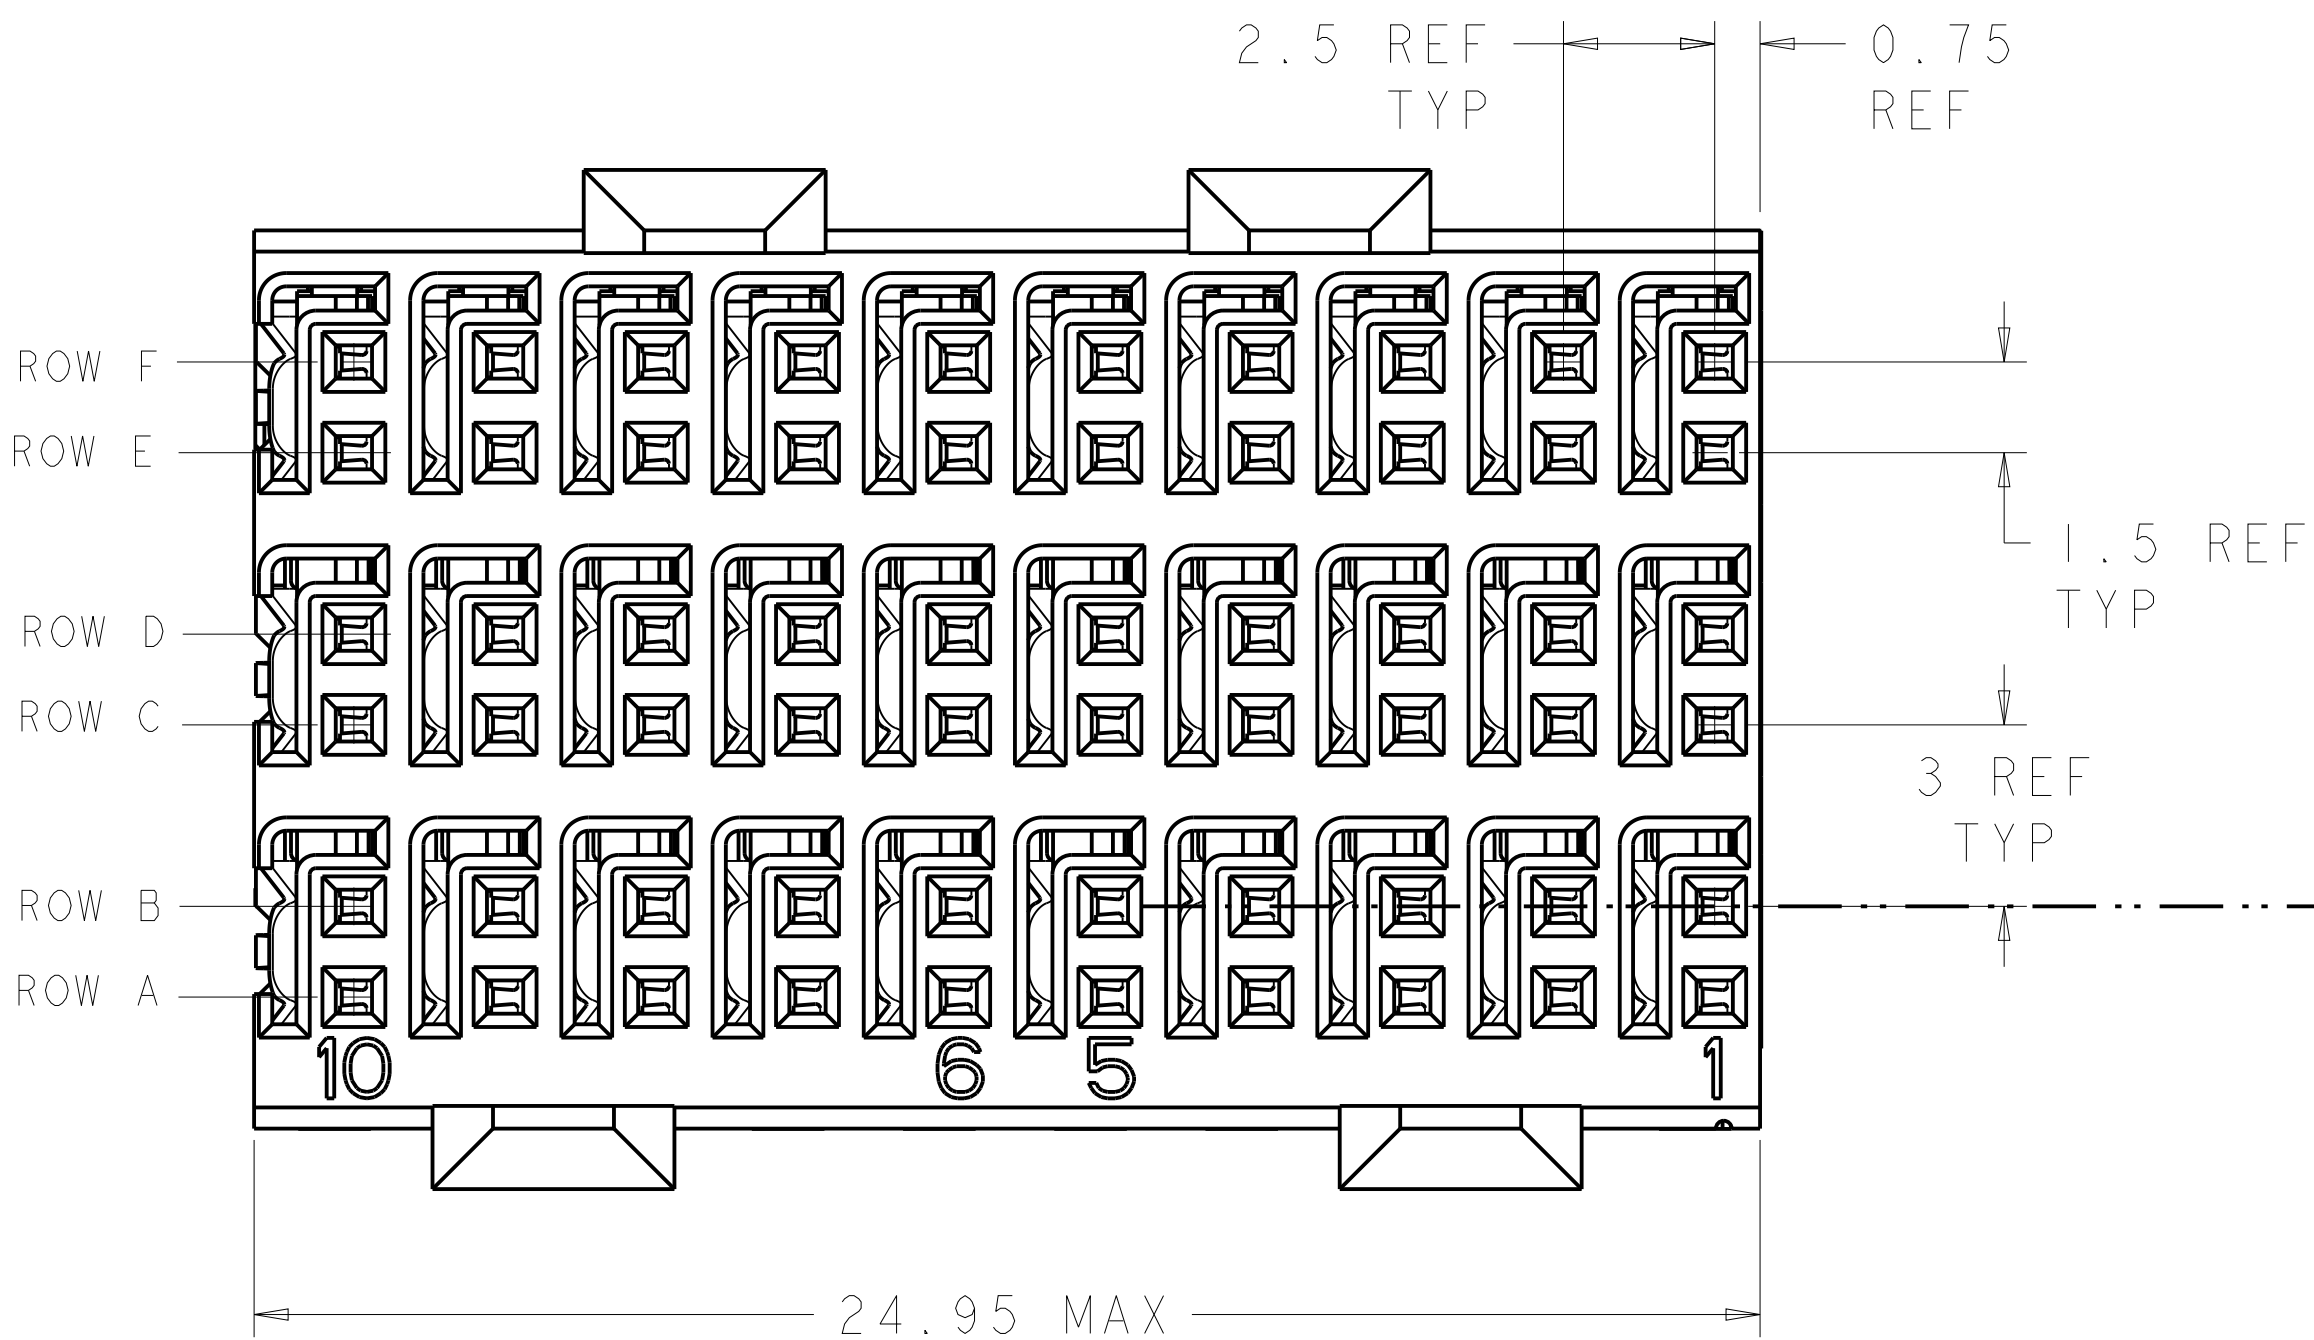 2.5 REF
TYP
0.75
REF
ROW F
ROW E
1.5 REF
TYP
ROW D
ROW C
3 REF
TYP
ROW B
ROW A
10 6 5 1
24.95 MAX